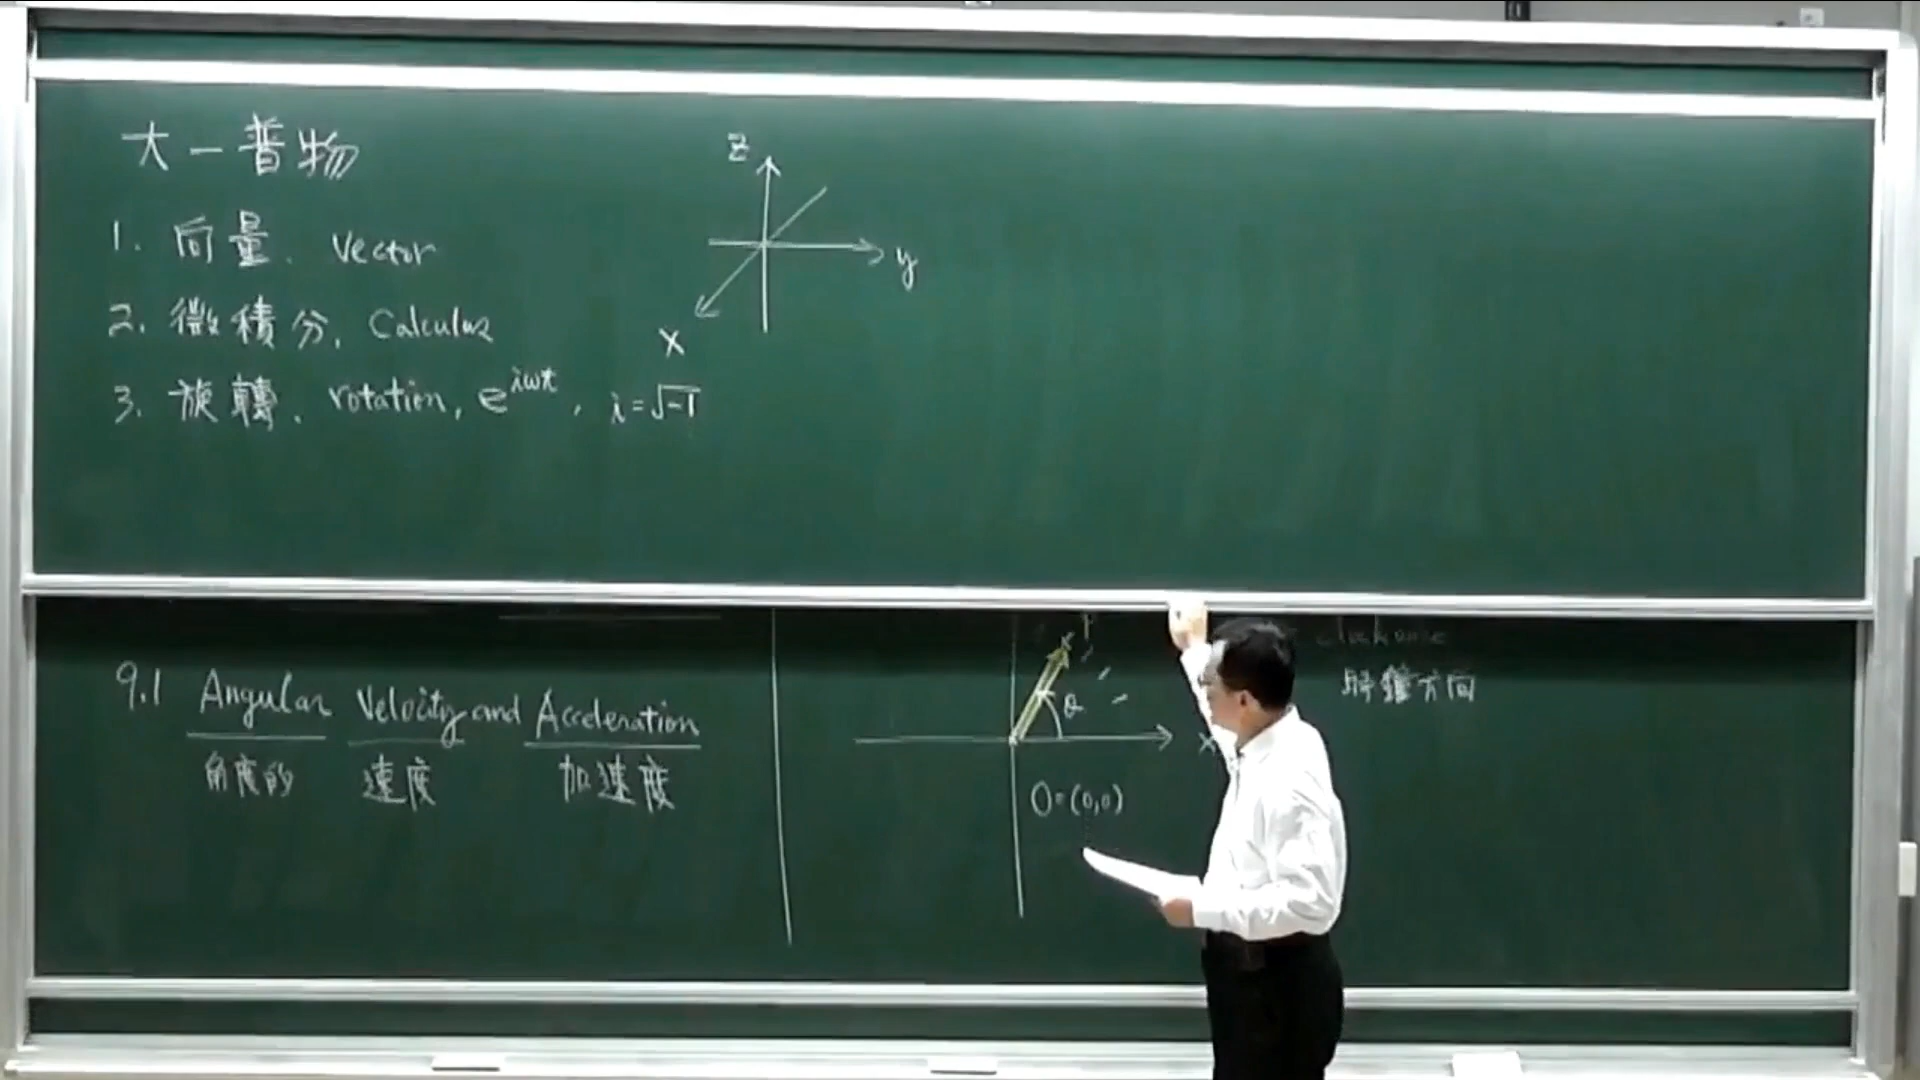 大一普物
1. 向量. Vector
2. 微積分. Calculus
3. 旋轉. rotation, e^{iωt}, i=√-1
z
y
x
9.1 Angular Velocity and Acceleration
角度的 速度 加速度
P
θ
x
O=(0,0)
clockwise
時鐘方向